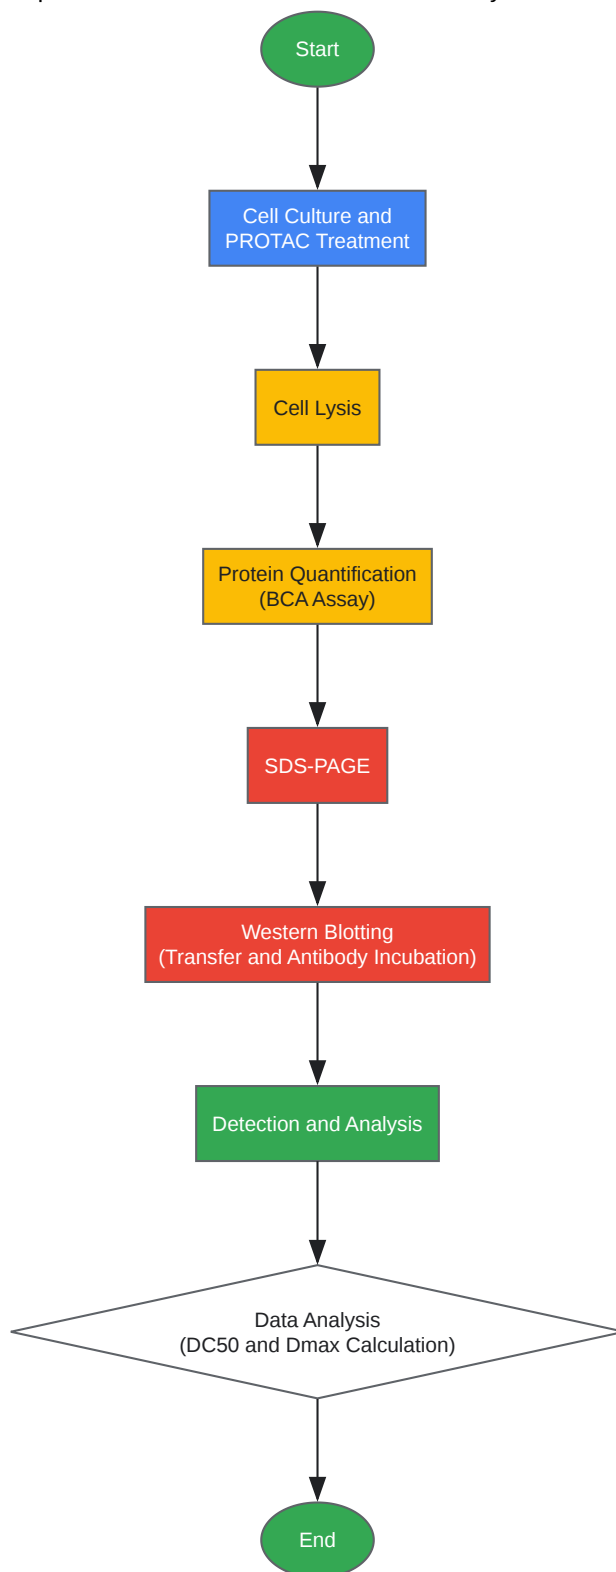 Start
Cell Culture and
PROTAC Treatment
Cell Lysis
Protein Quantification
(BCA Assay)
SDS-PAGE
Western Blotting
(Transfer and Antibody Incubation)
Detection and Analysis
Data Analysis
(DC50 and Dmax Calculation)
End